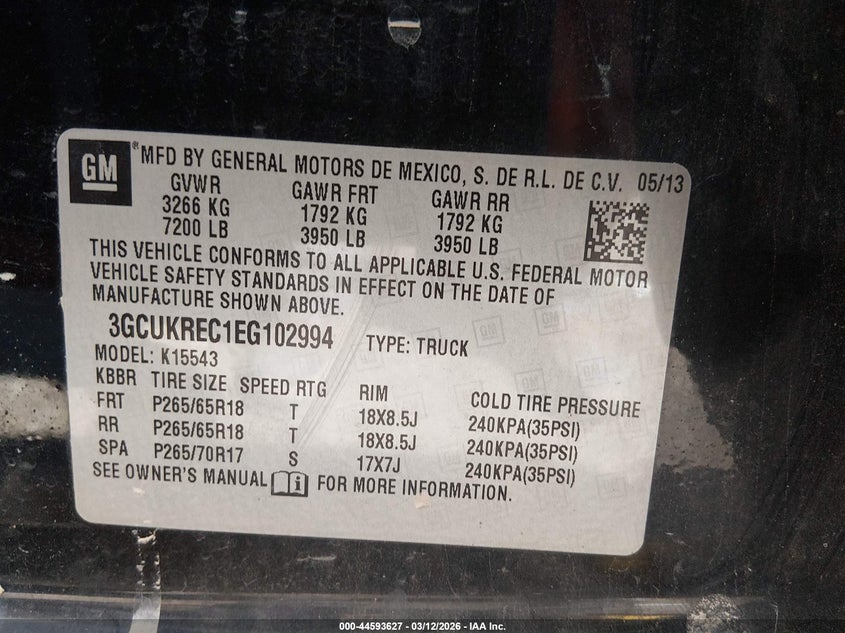 GM
® MFD BY GENERAL MOTORS DE MEXICO, S. DE R.L. DE C.V. 05/13
GVWR GAWR FRT GAWR RR
3266 KG 1792 KG 1792 KG
7200 LB 3950 LB 3950 LB
THIS VEHICLE CONFORMS TO ALL APPLICABLE U.S. FEDERAL MOTOR
VEHICLE SAFETY STANDARDS IN EFFECT ON THE DATE OF
MANUFACTURE SHOWN ABOVE.
3GCUKREC1EG102994 TYPE: TRUCK
MODEL: K15543
KBBR TIRE SIZE SPEED RTG RIM COLD TIRE PRESSURE
FRT P265/65R18 T 18X8.5J 240KPA(35PSI)
RR P265/65R18 T 18X8.5J 240KPA(35PSI)
SPA P265/70R17 S 17X7J 240KPA(35PSI)
SEE OWNER'S MANUAL FOR MORE INFORMATION.
000-44593627 - 03/12/2026 - IAA Inc.